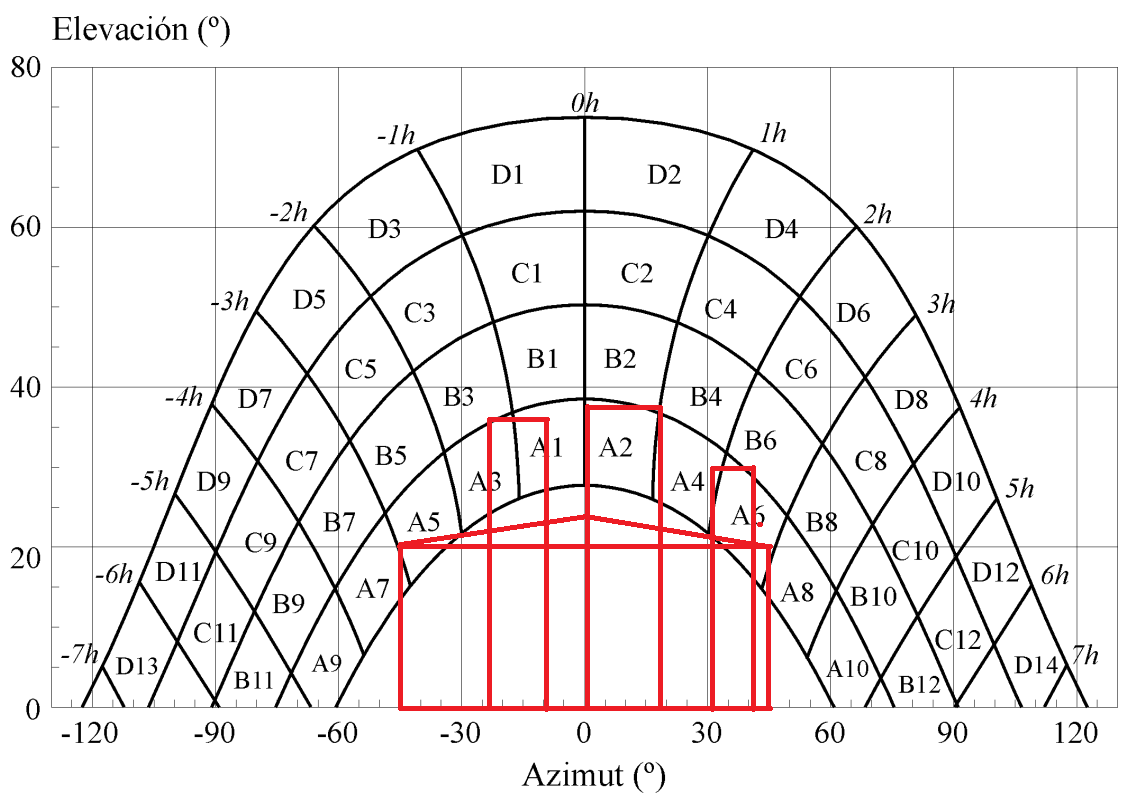 Elevación (º)
80
0h
-1h
1h
D1
D2
-2h
2h
60
D3
D4
C1
C2
-3h
D5
C3
C4
D6
3h
B1
B2
C5
C6
40
-4h
D7
B3
B4
D8
4h
A1
A2
B6
B5
C7
C8
-5h
D9
A3
A4
D10
5h
A5
A6
B7
B8
C9
C10
20
-6h
D11
A7
A8
D12
6h
B9
B10
C11
C12
-7h
D13
A9
A10
D14
7h
B11
B12
0
-120
-90
-60
-30
0
30
60
90
120
Azimut (º)